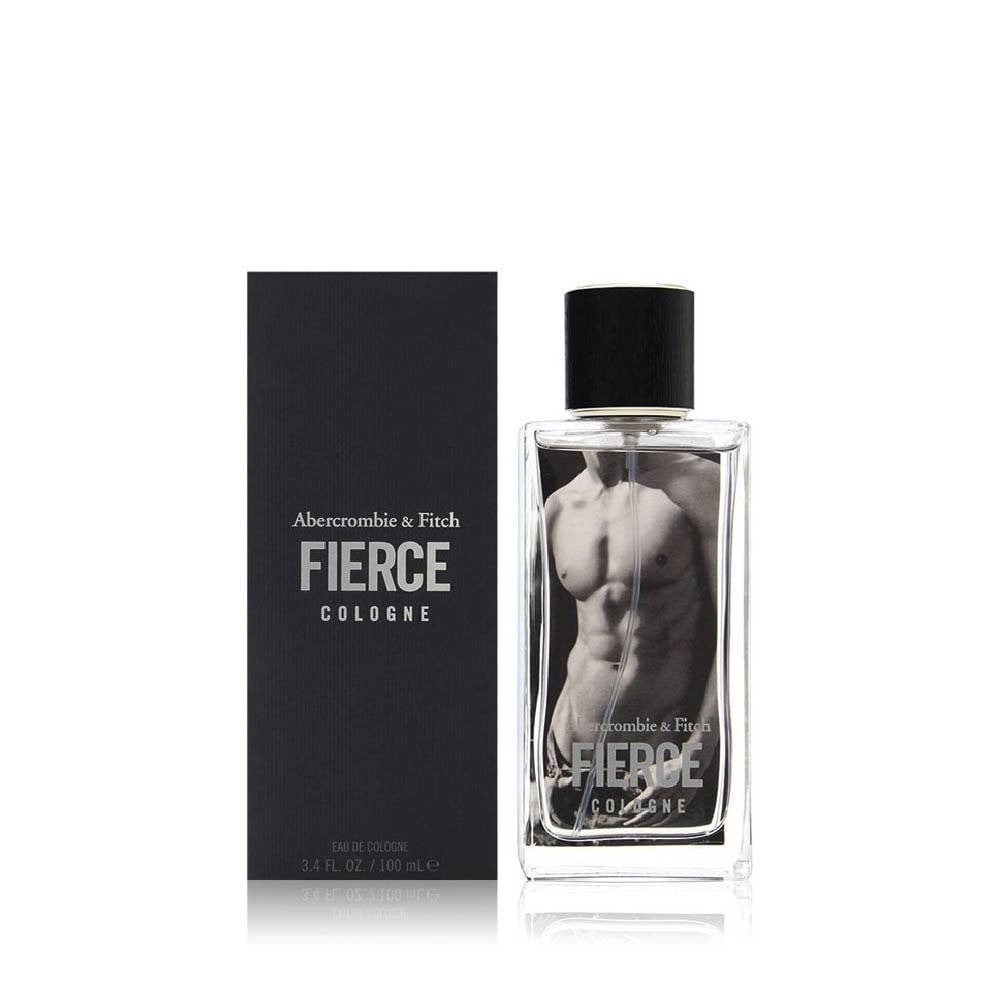 Abercrombie & Fitch
FIERCE
COLOGNE
EAU DE COLOGNE
3.4 FL. OZ. / 100 mL ℮
Abercrombie & Fitch
FIERCE
COLOGNE